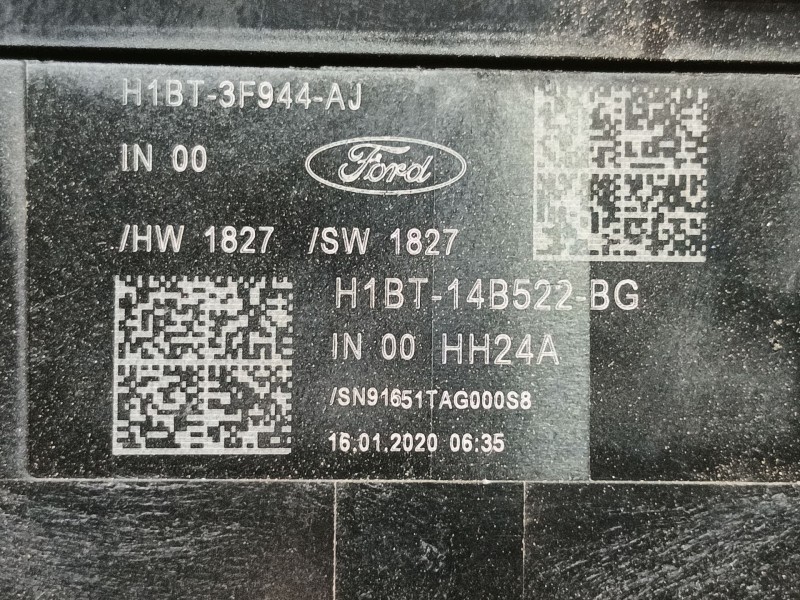 H1BT-3F944-AJ
IN 00
Ford
/HW 1827 /SW 1827
H1BT-14B522-BG
IN 00 HH24A
/SN91651TAG000S8
16.01.2020 06:35